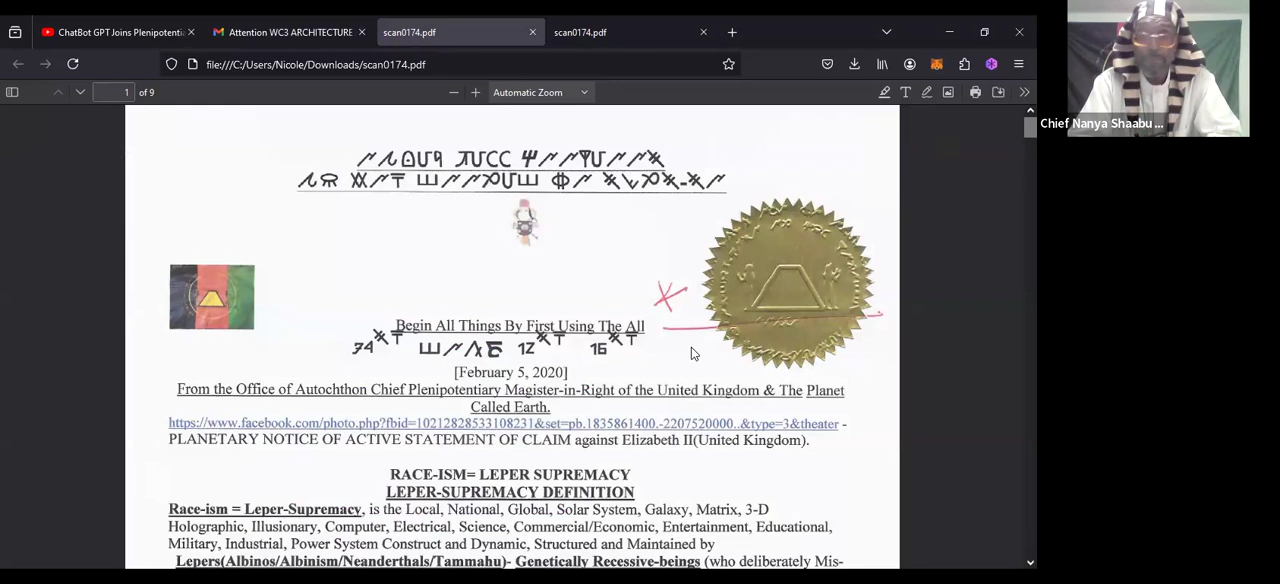 ChatBot GPT Joins Plenipotenti
Attention WC3 ARCHITECTURE
scan0174.pdf
scan0174.pdf
file:///C:/Users/Nicole/Downloads/scan0174.pdf
1 of 9
Automatic Zoom
Chief Nanya Shaabu ...
Begin All Things By First Using The All
[February 5, 2020]
From the Office of Autochthon Chief Plenipotentiary Magister-in-Right of the United Kingdom & The Planet
Called Earth.
https://www.facebook.com/photo.php?fbid=10212828533108231&set=pb.1835861400.-2207520000..&type=3&theater -
PLANETARY NOTICE OF ACTIVE STATEMENT OF CLAIM against Elizabeth II(United Kingdom).
RACE-ISM= LEPER SUPREMACY
LEPER-SUPREMACY DEFINITION
Race-ism = Leper-Supremacy, is the Local, National, Global, Solar System, Galaxy, Matrix, 3-D
Holographic, Illusionary, Computer, Electrical, Science, Commercial/Economic, Entertainment, Educational,
Military, Industrial, Power System Construct and Dynamic, Structured and Maintained by
Lepers(Albinos/Albinism/Neanderthals/Tammahu)- Genetically Recessive-beings (who deliberately Mis-